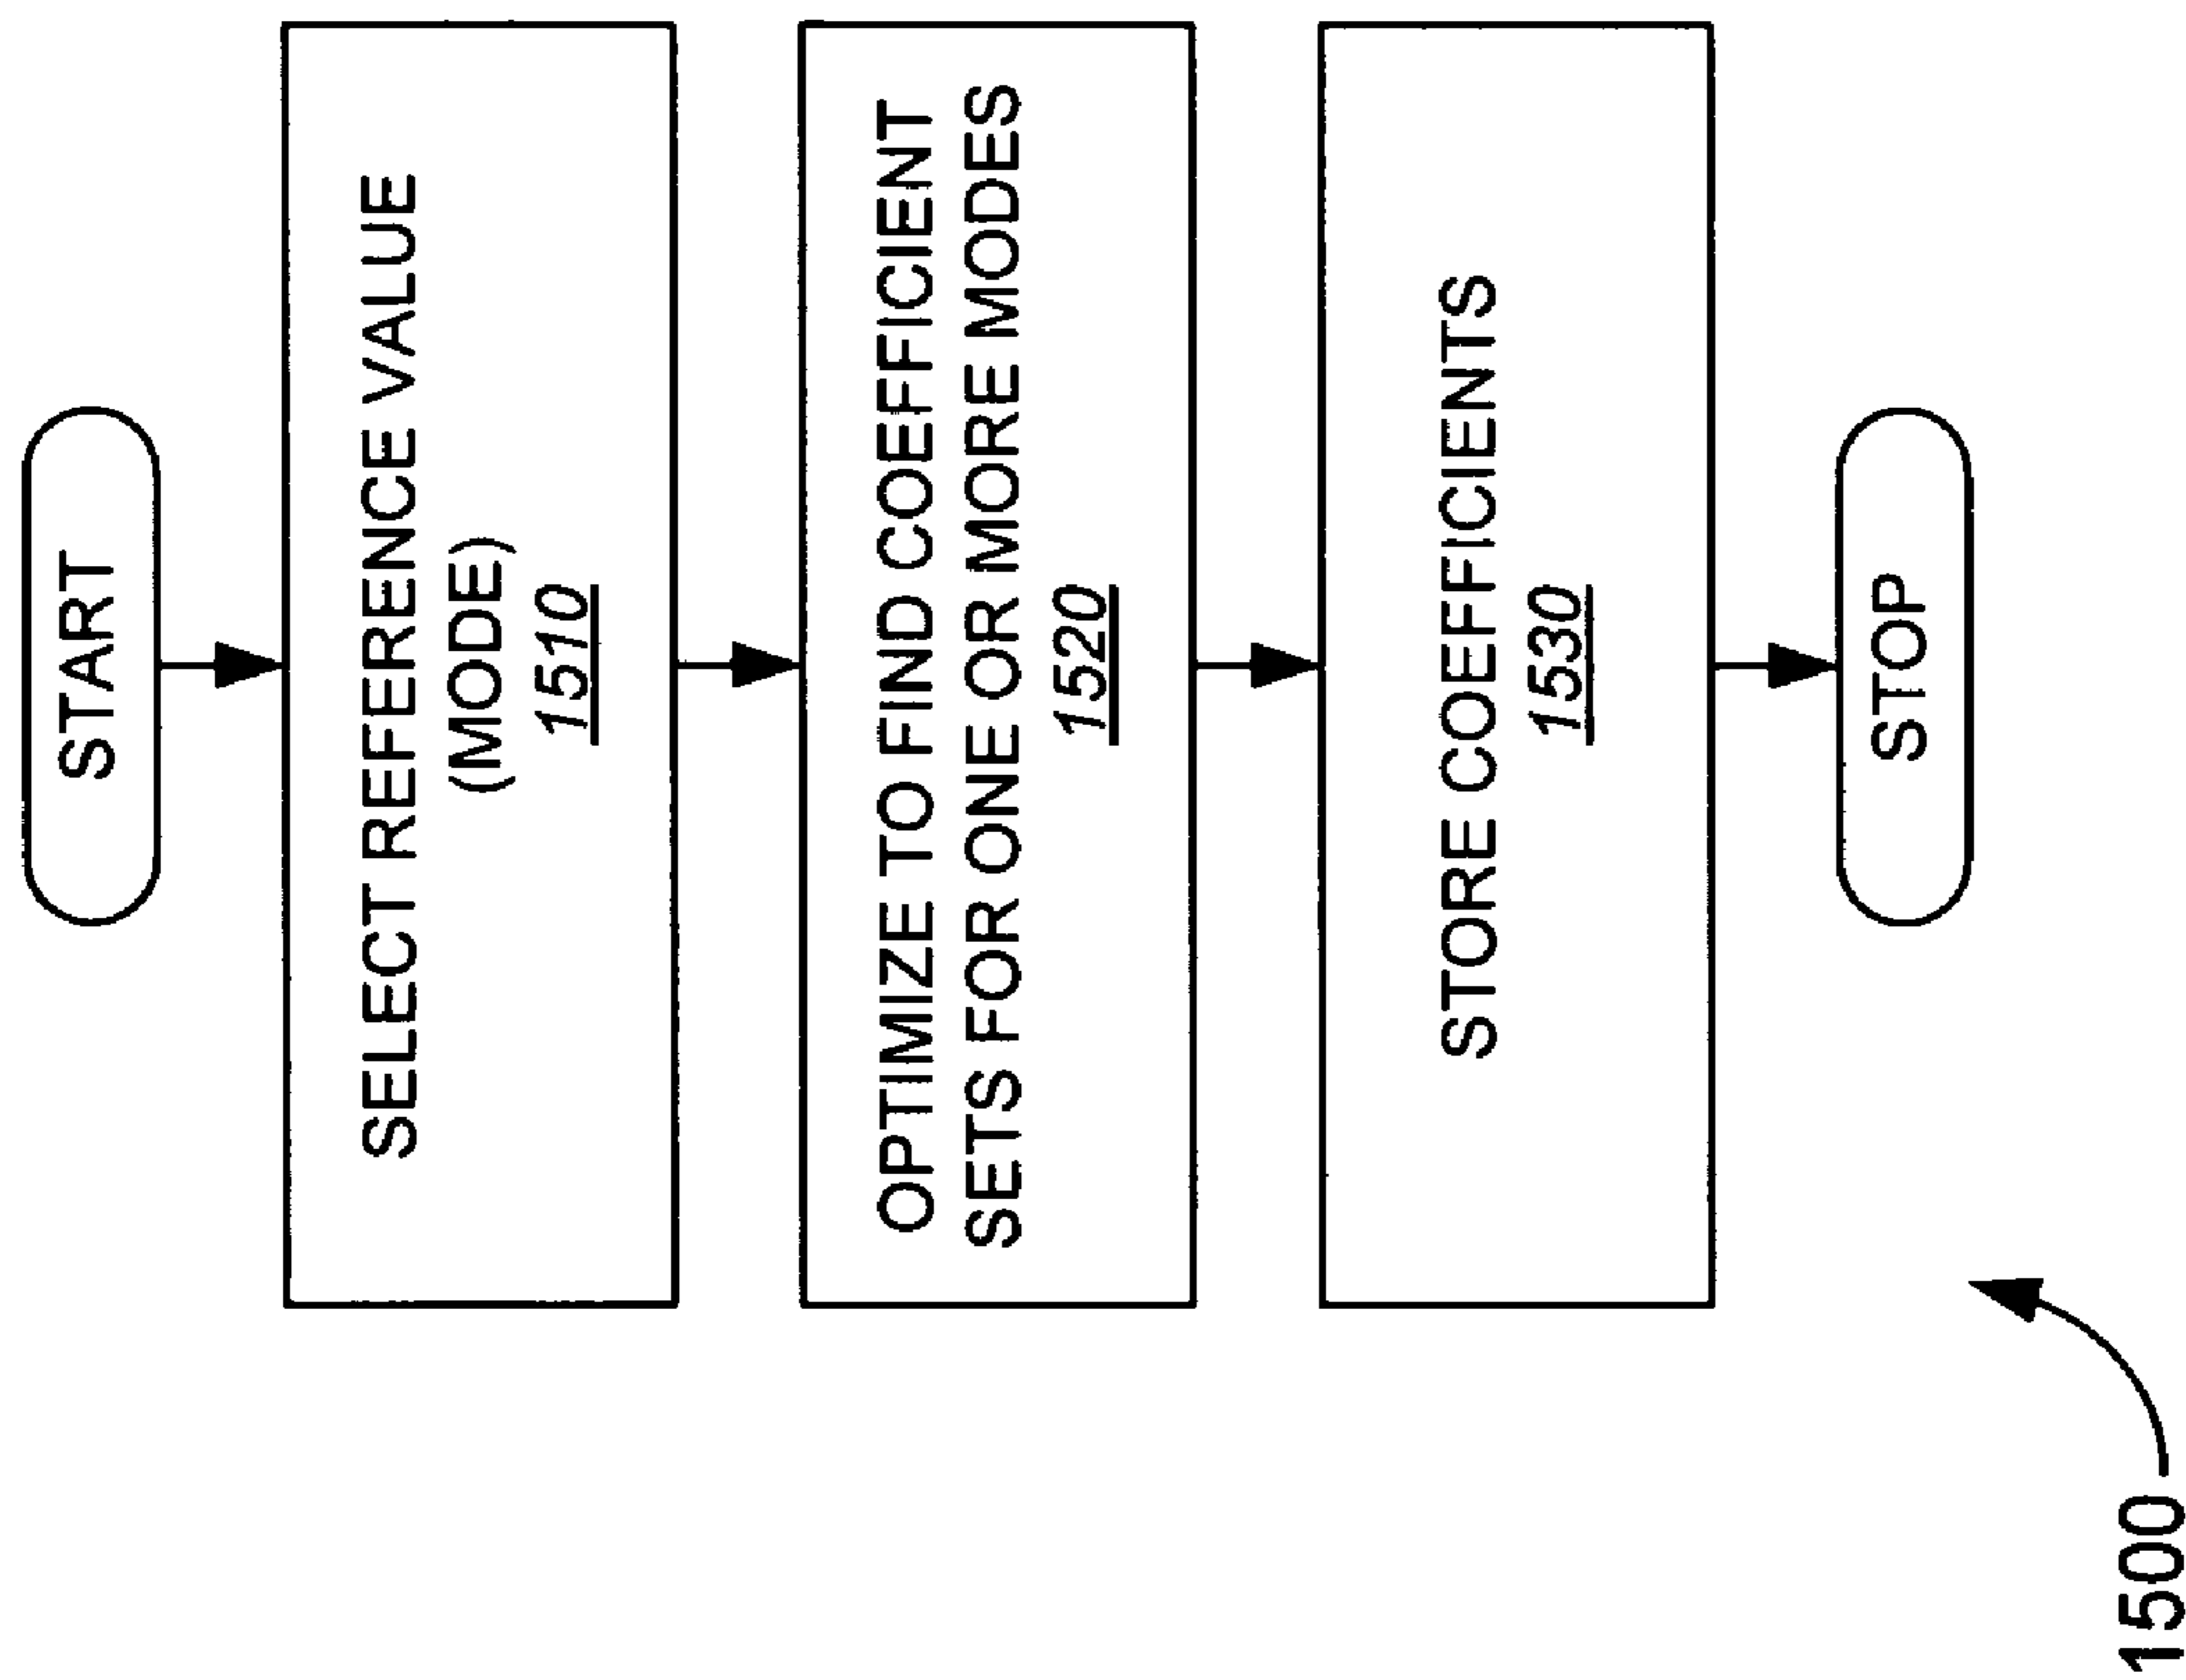 START
SELECT REFERENCE VALUE
(MODE)
1510
OPTIMIZE TO FIND COEFFICIENT
SETS FOR ONE OR MORE MODES
1520
STORE COEFFICIENTS
1530
STOP
1500